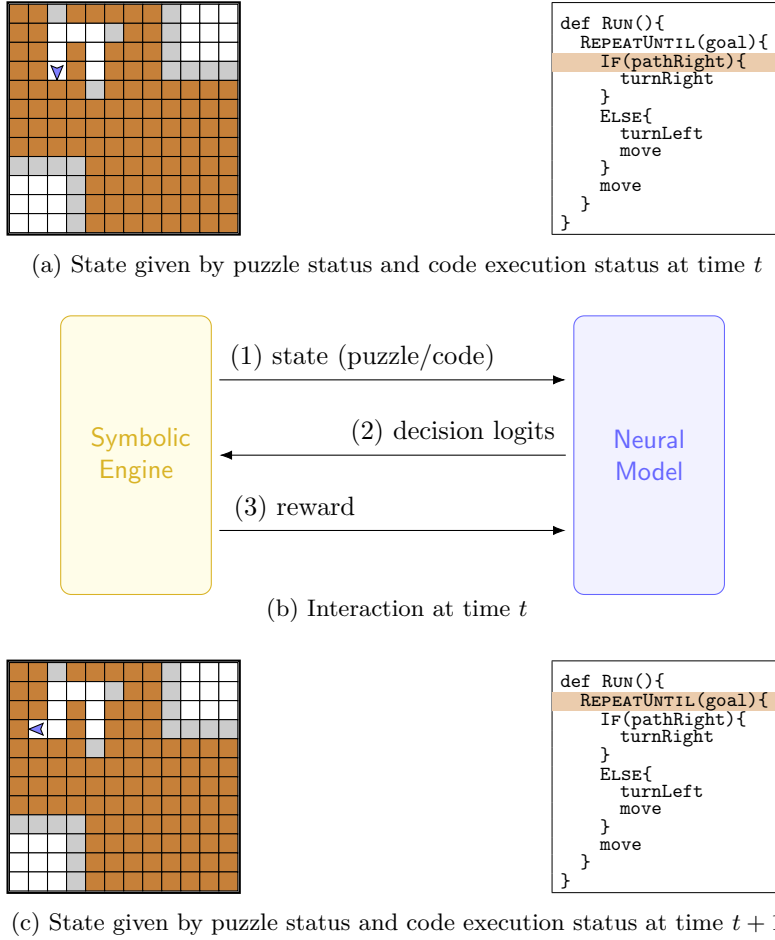 def RUN(){
REPEATUNTIL(goal){
IF(pathRight){
turnRight
}
ELSE{
turnLeft
move
}
move
}
}
(a) State given by puzzle status and code execution status at time t
Symbolic
Engine
(1) state (puzzle/code)
(2) decision logits
(3) reward
Neural
Model
(b) Interaction at time t
def RUN(){
REPEATUNTIL(goal){
IF(pathRight){
turnRight
}
ELSE{
turnLeft
move
}
move
}
}
(c) State given by puzzle status and code execution status at time t + 1